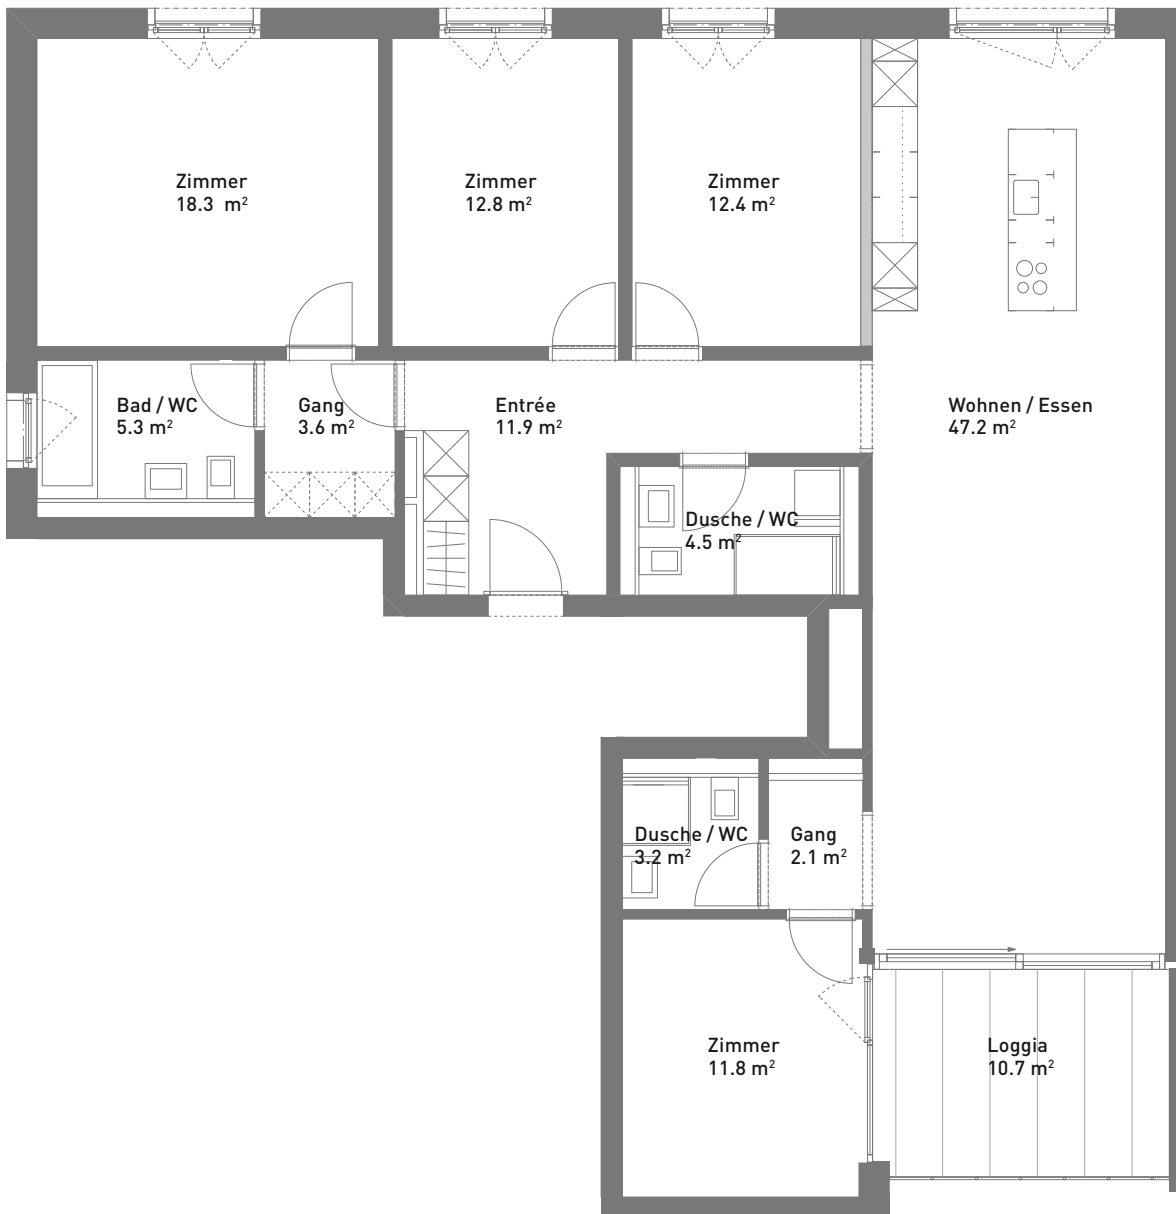 Zimmer
18.3 m²
Zimmer
12.8 m²
Zimmer
12.4 m²
Bad / WC
5.3 m²
Gang
3.6 m²
Entrée
11.9 m²
Wohnen / Essen
47.2 m²
Dusche / WC
4.5 m²
Dusche / WC
3.2 m²
Gang
2.1 m²
Zimmer
11.8 m²
Loggia
10.7 m²